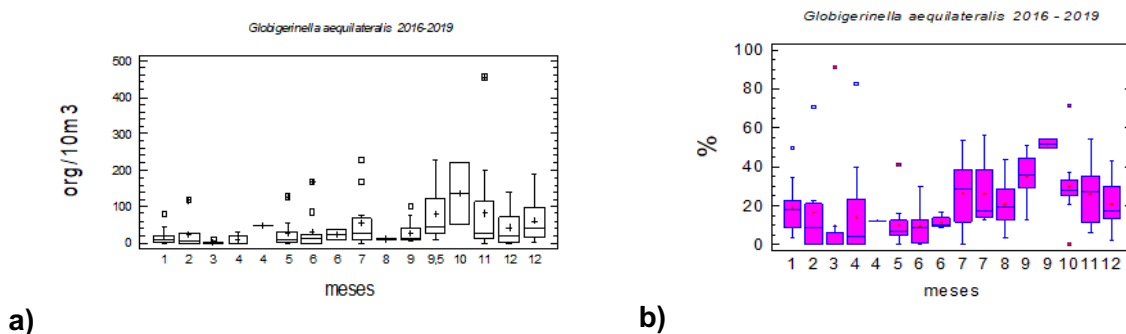 Globigerinella aequilateralis 2016-2019
500
400
300
200
100
0
org/10m3
1 2 3 4 4 5 6 6 7 8 9 9,5 10 11 12 12
meses
a)
Globigerinella aequilateralis 2016 - 2019
100
80
60
40
20
0
%
1 2 3 4 4 5 6 6 7 7 8 9 9 10 11 12
meses
b)